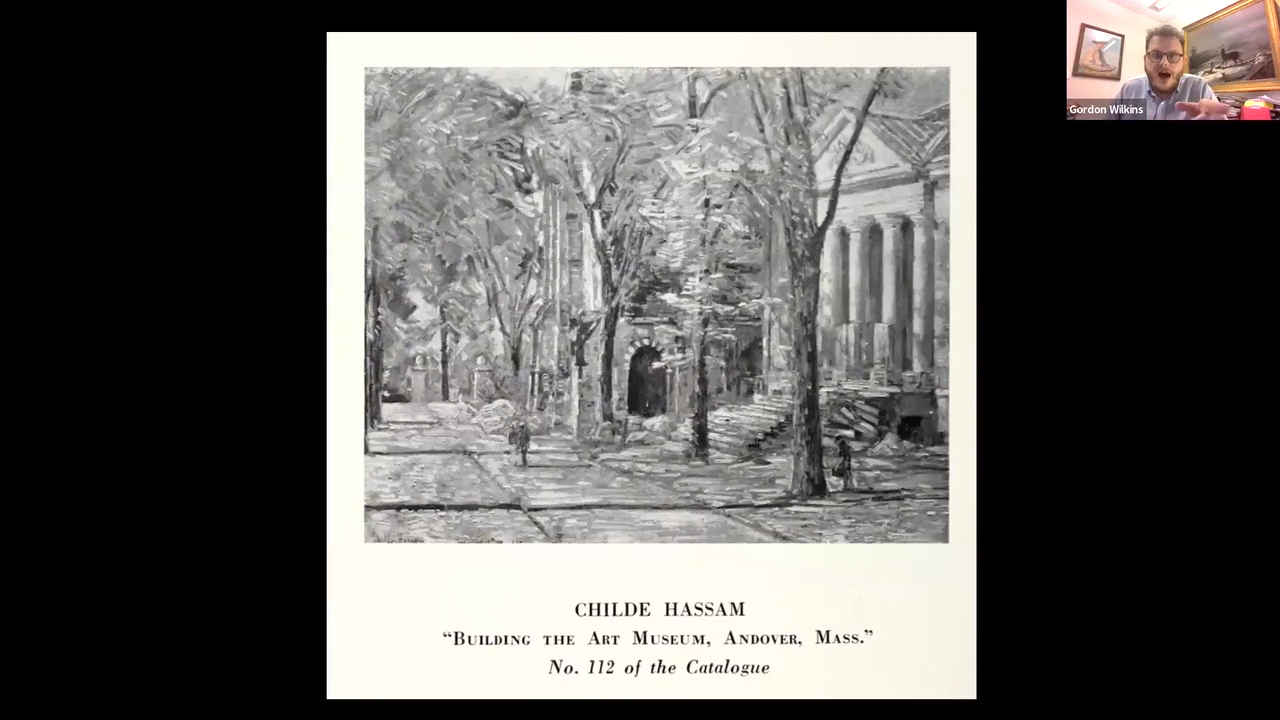 Gordon Wilkins
CHILDE HASSAM
“Building the Art Museum, Andover, Mass.”
No. 112 of the Catalogue